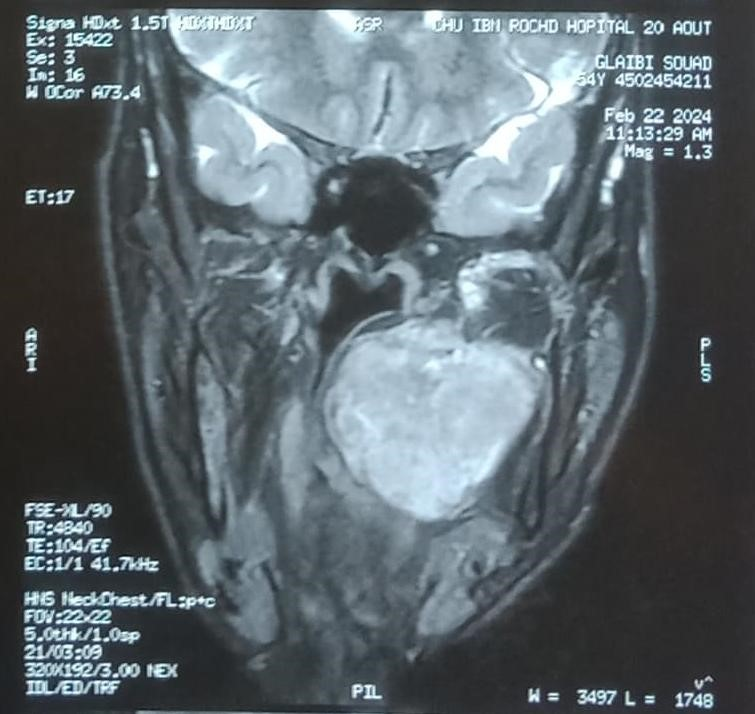 Signa HDxt 1.5T HDXTHDXT
Ex: 15422
Se: 3
Im: 16
W OCor A73.4
ASR
CHU IBN ROCHD HOPITAL 20 AOUT
GLAIBI SOUAD
54Y 4502454211
Feb 22 2024
11:13:29 AM
Mag = 1.3
ET:17
A
R
I
P
L
S
FSE-XL/90
TR:4840
TE:104/Ef
EC:1/1 41.7kHz
HNS NeckChest/FL:p+c
FOV:22x22
5.0thk/1.0sp
21/03:09
320X192/3.00 NEX
IDL/ED/TRF
PIL
v^
W = 3497 L = 1748